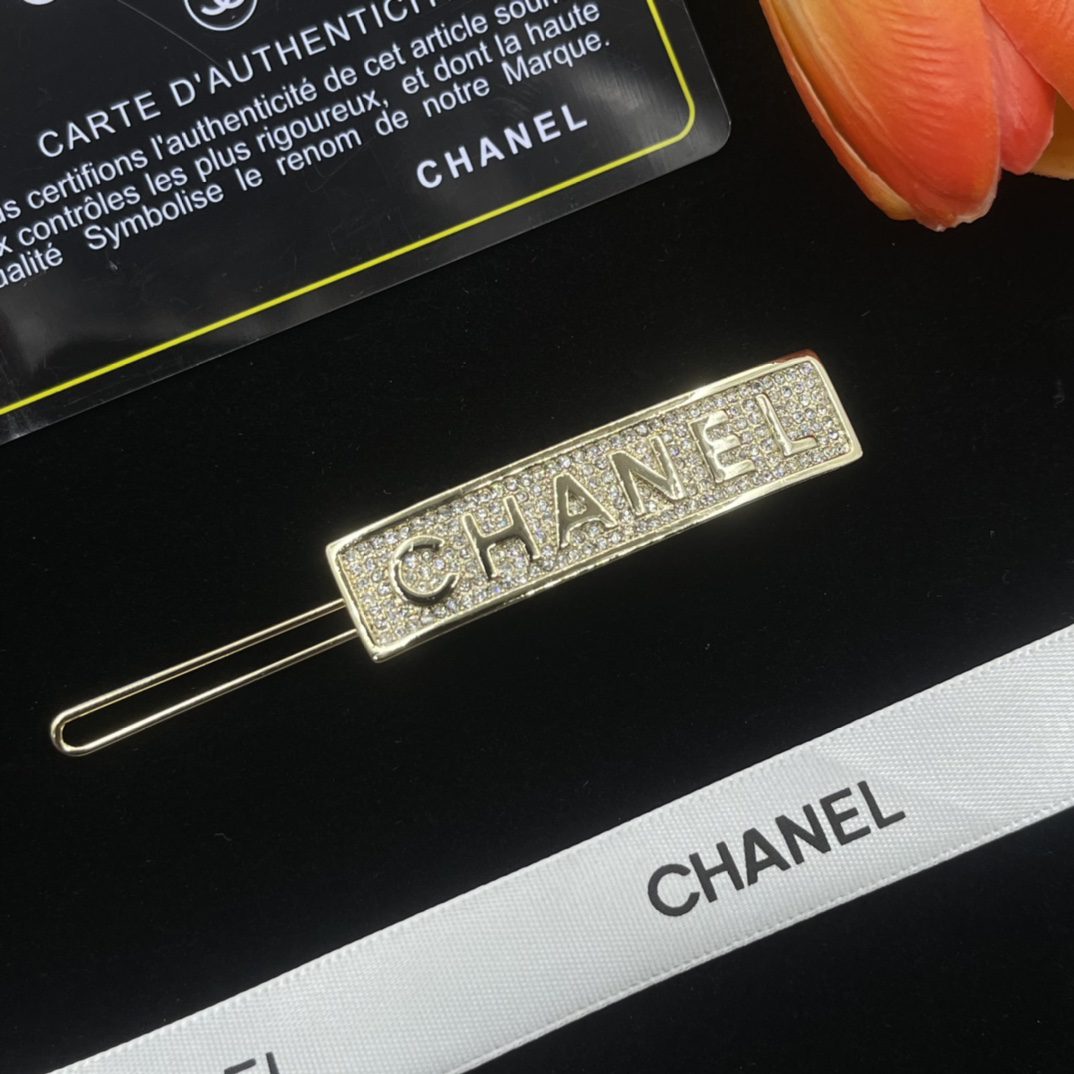 CARTE D'AUTHENTICIT
certifions l'authenticité de cet article
contrôles les plus rigoureux, et dont la haute
Symbolise le renom de notre Marque.
CHANEL
CHANEL
CHANEL